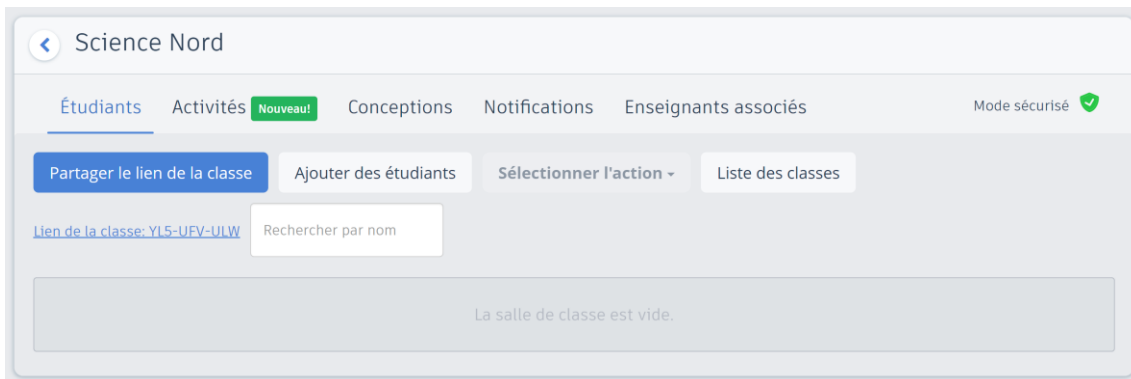 Science Nord
Étudiants Activités Nouveau! Conceptions Notifications Enseignants associés Mode sécurisé
Partager le lien de la classe Ajouter des étudiants Sélectionner l'action Liste des classes
Lien de la classe: YL5-UFV-ULW Rechercher par nom
La salle de classe est vide.